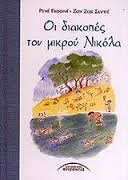 Ρενέ Γκοσινί - Ζαν Ζακ Σανπέ
Οι διακοπές
του μικρού Νικόλα